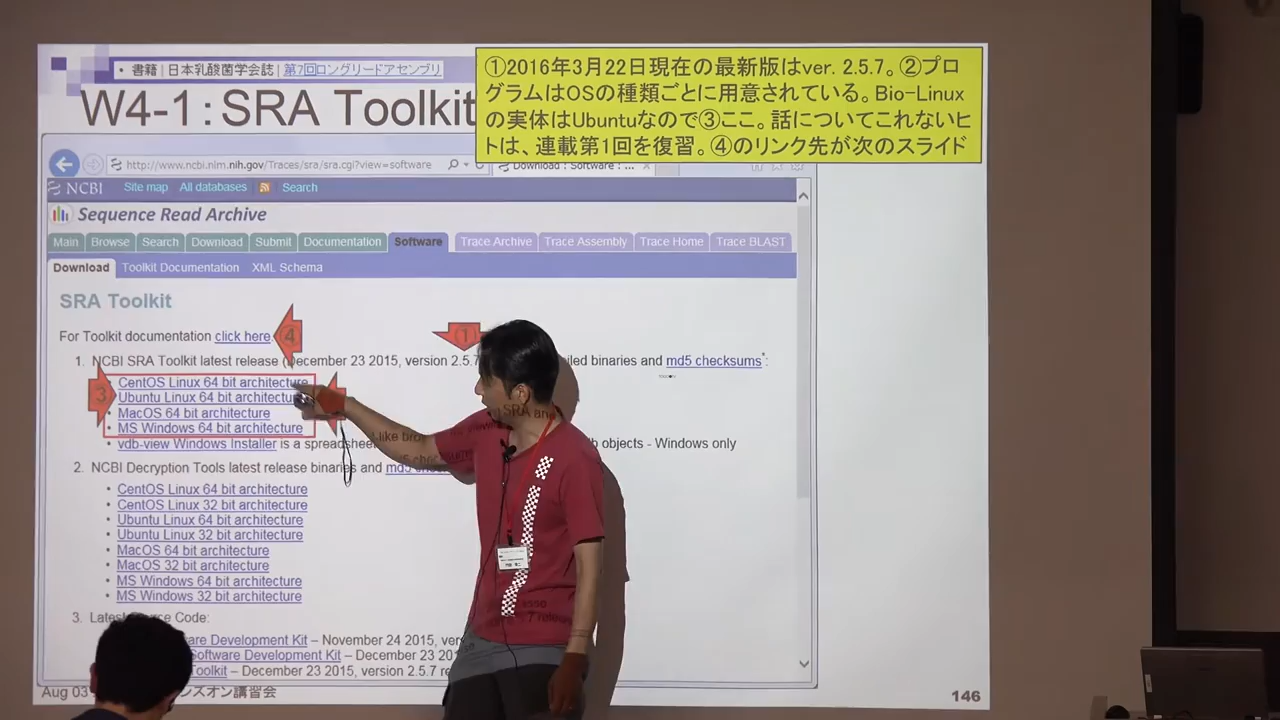 • 書籍 | 日本乳酸菌学会誌 | 第7回ロングリードアセンブリ
W4-1：SRA Toolkit
①2016年3月22日現在の最新版はver. 2.5.7。②プロ
グラムはOSの種類ごとに用意されている。Bio-Linux
の実体はUbuntuなので③ここ。話についてこれないヒ
トは、連載第1回を復習。④のリンク先が次のスライド
http://www.ncbi.nlm.nih.gov/Traces/sra/sra.cgi?view=software
Download : Software : ...
NCBI Site map All databases Search
Sequence Read Archive
Main Browse Search Download Submit Documentation Software Trace Archive Trace Assembly Trace Home Trace BLAST
Download Toolkit Documentation XML Schema
SRA Toolkit
For Toolkit documentation click here ④
①
1. NCBI SRA Toolkit latest release (December 23 2015, version 2.5.7 iled binaries and md5 checksums*:
③
• CentOS Linux 64 bit architecture
• Ubuntu Linux 64 bit architecture
• MacOS 64 bit architecture
• MS Windows 64 bit architecture
• vdb-view Windows Installer is a spreadsheet-like objects - Windows only
2. NCBI Decryption Tools latest release binaries and md5
• CentOS Linux 64 bit architecture
• CentOS Linux 32 bit architecture
• Ubuntu Linux 64 bit architecture
• Ubuntu Linux 32 bit architecture
• MacOS 64 bit architecture
• MacOS 32 bit architecture
• MS Windows 64 bit architecture
• MS Windows 32 bit architecture
3. Latest Source Code:
ware Development Kit – November 24 2015, ver
Software Development Kit – December 23 201
Toolkit – December 23 2015, version 2.5.7 re
Aug 03 ンズオン講習会
146